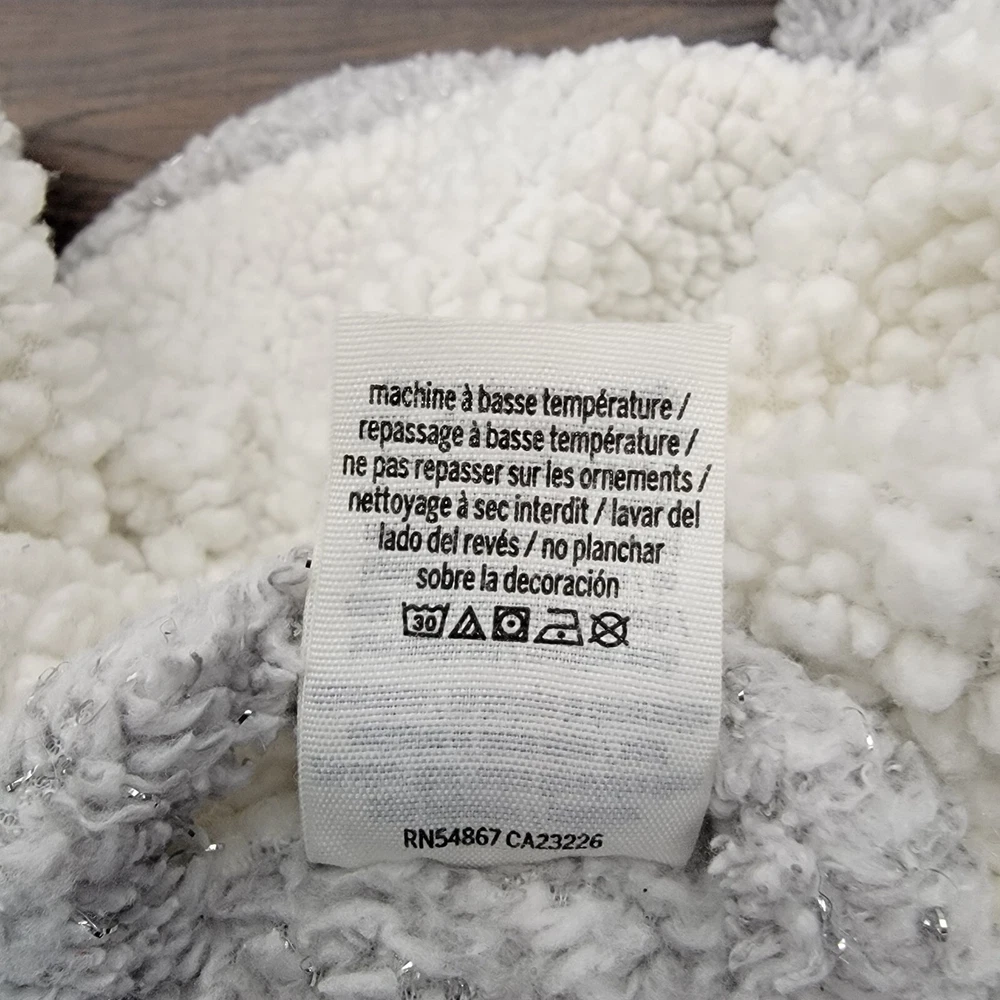 machine à basse température /
repassage à basse température /
ne pas repasser sur les ornements /
nettoyage à sec interdit / lavar del
lado del revés / no planchar
sobre la decoración
30
RN54867 CA23226